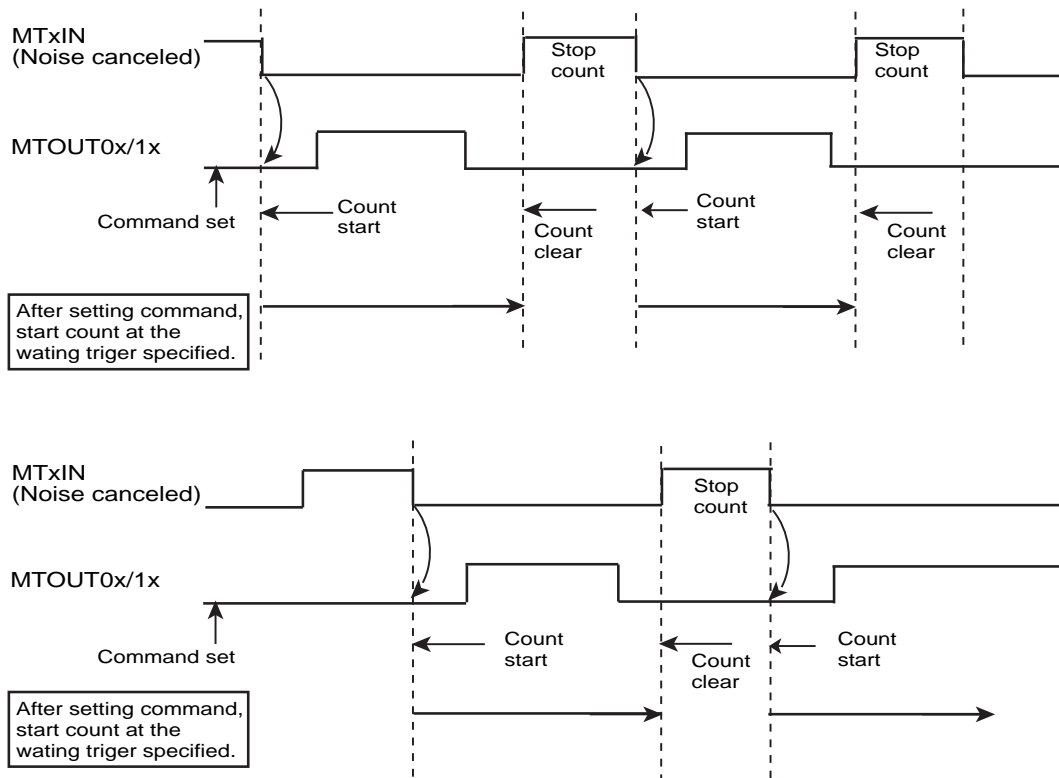 MTxIN
(Noise canceled)
Stop
count
Stop
count
MTOUT0x/1x
Command set
Count
start
Count
clear
Count
start
Count
clear
After setting command,
start count at the
wating triger specified.
MTxIN
(Noise canceled)
Stop
count
MTOUT0x/1x
Command set
Count
start
Count
clear
Count
start
After setting command,
start count at the
wating triger specified.